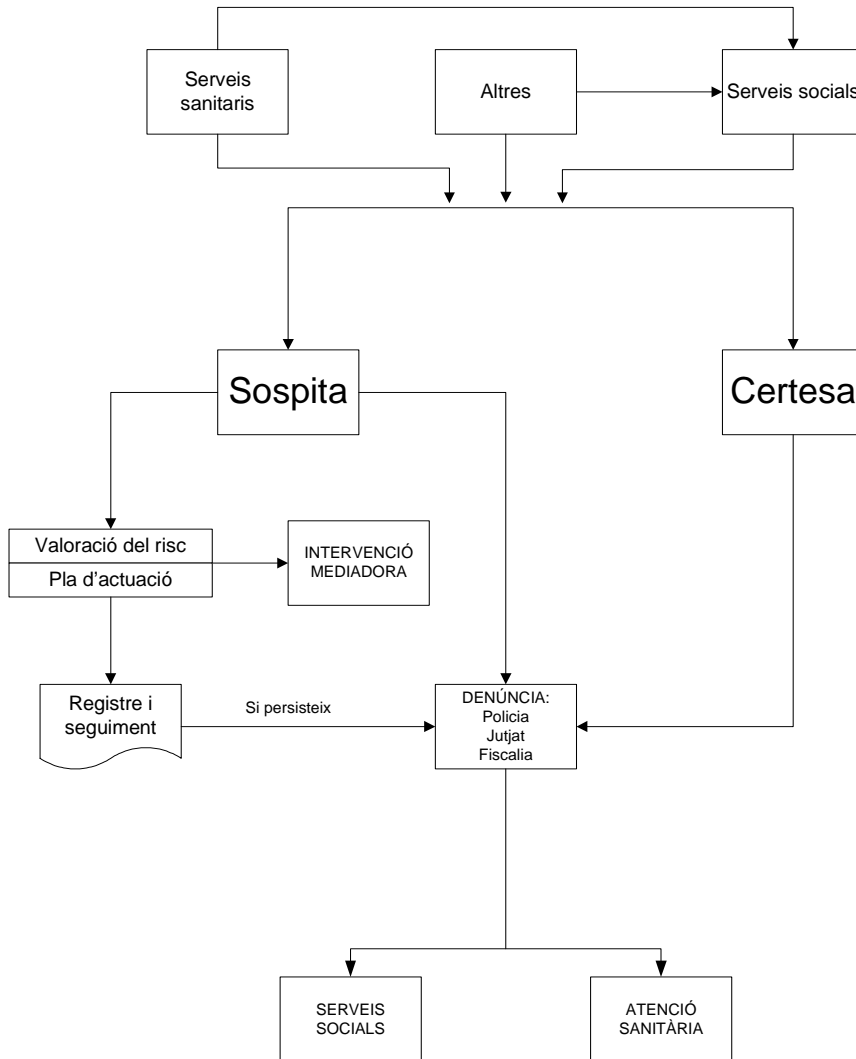 Serveis
sanitaris
Altres
Serveis socials
Sospita
Certesa
Valoració del risc
Pla d'actuació
INTERVENCIÓ
MEDIADORA
Registre i
seguiment
Si persisteix
DENÚNCIA:
Policia
Jutjat
Fiscalia
SERVEIS
SOCIALS
ATENCIÓ
SANITÀRIA